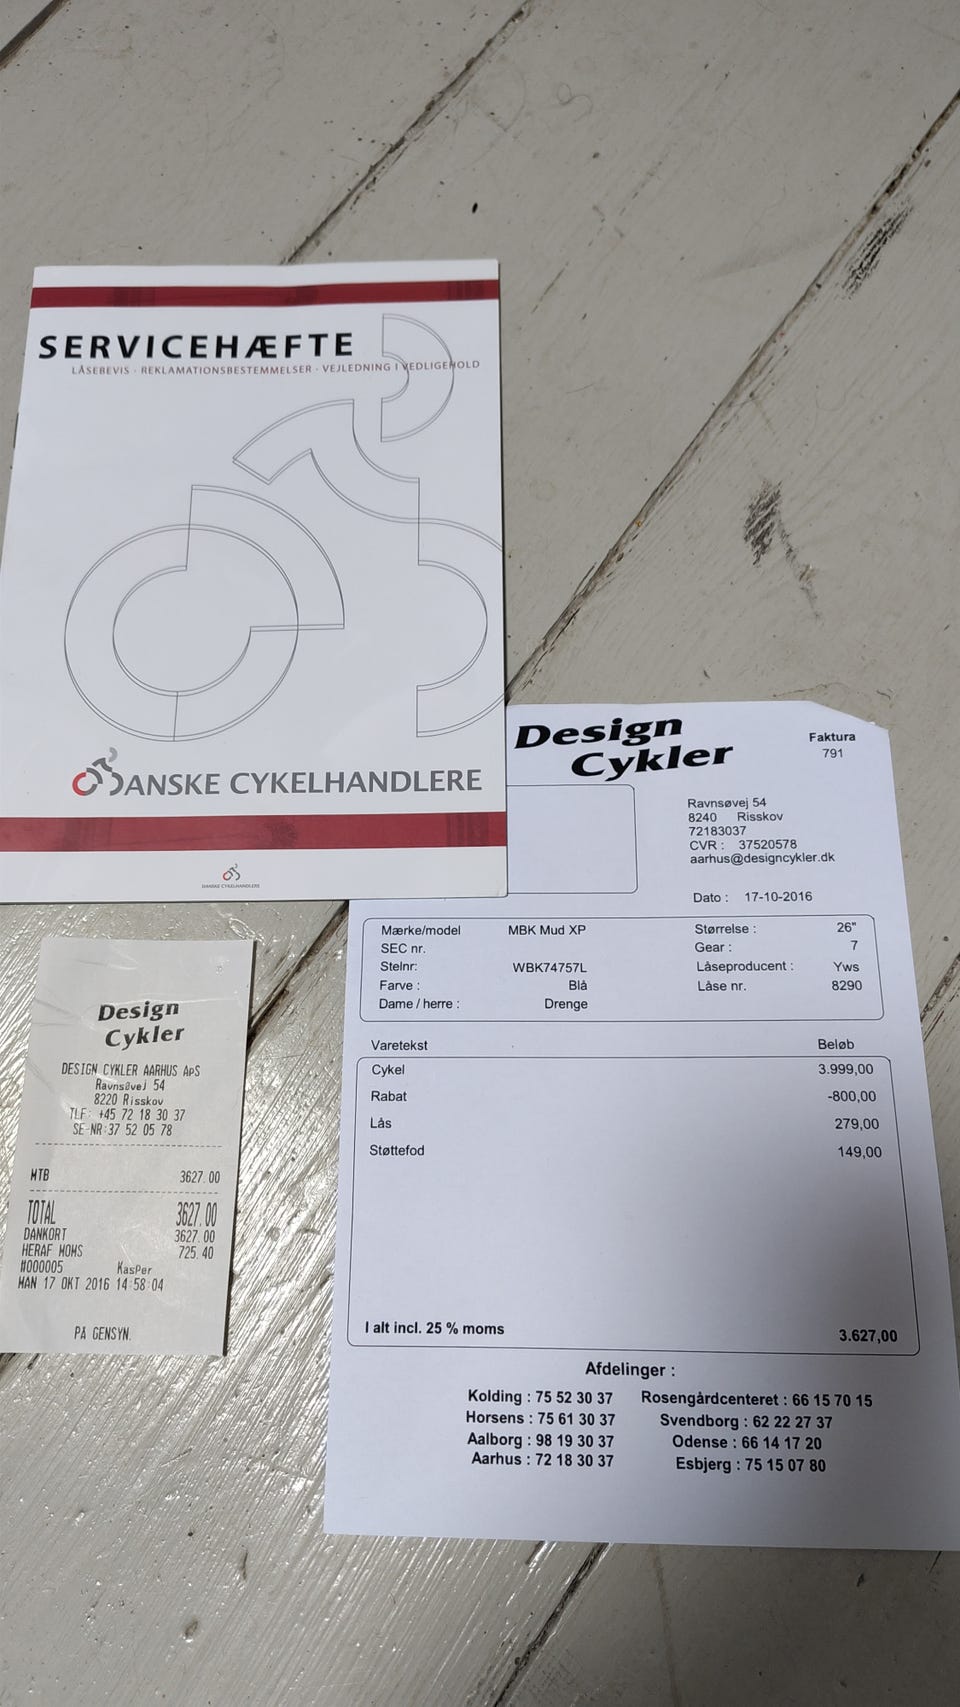 SERVICEHÆFTE
LÅSEBEVIS · REKLAMATIONSBESTEMMELSER · VEJLEDNING I VEDLIGEHOLD
DANSKE CYKELHANDLERE
DANSKE CYKELHANDLERE
Design
Cykler
Faktura
791
Ravnsøvej 54
8240 Risskov
72183037
CVR : 37520578
aarhus@designcykler.dk
Dato : 17-10-2016
Mærke/model MBK Mud XP Størrelse : 26"
SEC nr. Gear : 7
Stelnr: WBK74757L Låseproducent : Yws
Farve : Blå Låse nr. 8290
Dame / herre : Drenge
Varetekst Beløb
Cykel 3.999,00
Rabat -800,00
Lås 279,00
Støttefod 149,00
I alt incl. 25 % moms 3.627,00
Afdelinger :
Kolding : 75 52 30 37 Rosengårdcenteret : 66 15 70 15
Horsens : 75 61 30 37 Svendborg : 62 22 27 37
Aalborg : 98 19 30 37 Odense : 66 14 17 20
Aarhus : 72 18 30 37 Esbjerg : 75 15 07 80
Design
Cykler
DESIGN CYKLER AARHUS ApS
Ravnsøvej 54
8220 Risskov
TLF: +45 72 18 30 37
SE-NR:37 52 05 78
MTB 3627.00
TOTAL 3627.00
DANKORT 3627.00
HERAF MOMS 725.40
#000005 Kasper
MAN 17 OKT 2016 14:58:04
PÅ GENSYN.